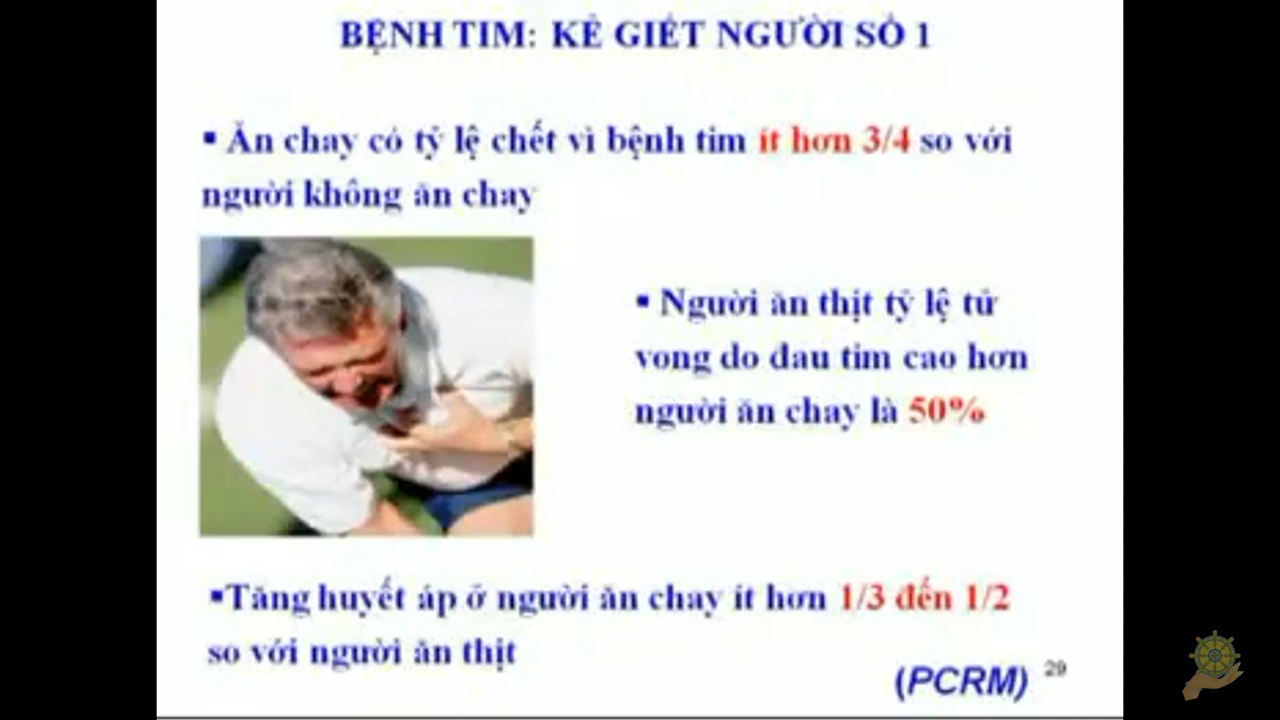 BỆNH TIM: KẺ GIẾT NGƯỜI SỐ 1
▪ Ăn chay có tỷ lệ chết vì bệnh tim ít hơn 3/4 so với
người không ăn chay
▪ Người ăn thịt tỷ lệ tử
vong do đau tim cao hơn
người ăn chay là 50%
▪Tăng huyết áp ở người ăn chay ít hơn 1/3 đến 1/2
so với người ăn thịt
(PCRM)
29